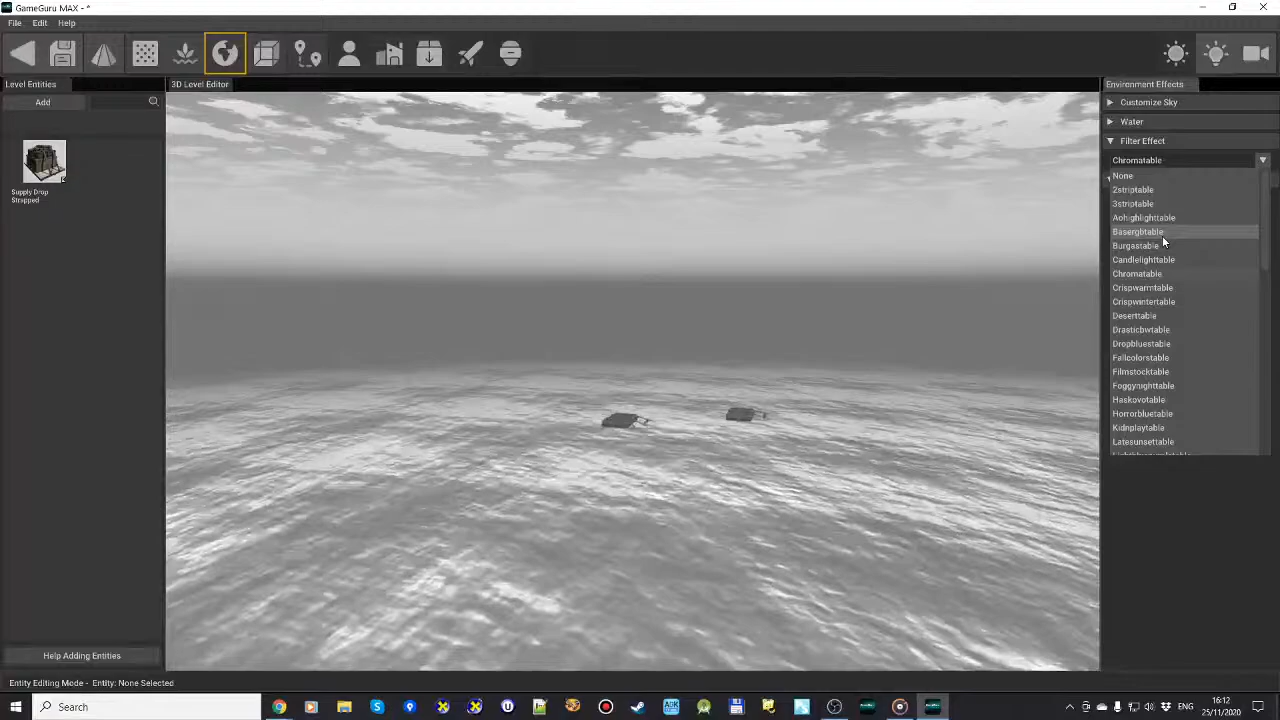 GameGuru MAX - *
File Edit Help
Level Entities
3D Level Editor
Environment Effects
Add
Customize Sky
Water
Filter Effect
Chromatable
None
2striptable
3striptable
Aohighlighttable
Basergbtable
Burgastable
Candlelighttable
Chromatable
Crispwarmtable
Crispwintertable
Deserttable
Drasticbwtable
Dropbluestable
Fallcolorstable
Filmstocktable
Foggynighttable
Haskovotable
Horrorbluetable
Kidnplaytable
Latesunsettable
Supply Drop
Strapped
Help Adding Entities
Entity Editing Mode - Entity: None Selected
Search
ENG
16:12
25/11/2020